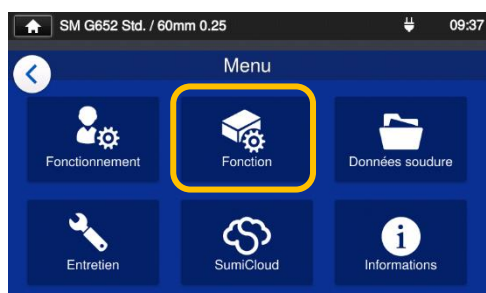 SM G652 Std. / 60mm 0.25 09:37
Menu
Fonctionnement Fonction Données soudure
Entretien SumiCloud Informations